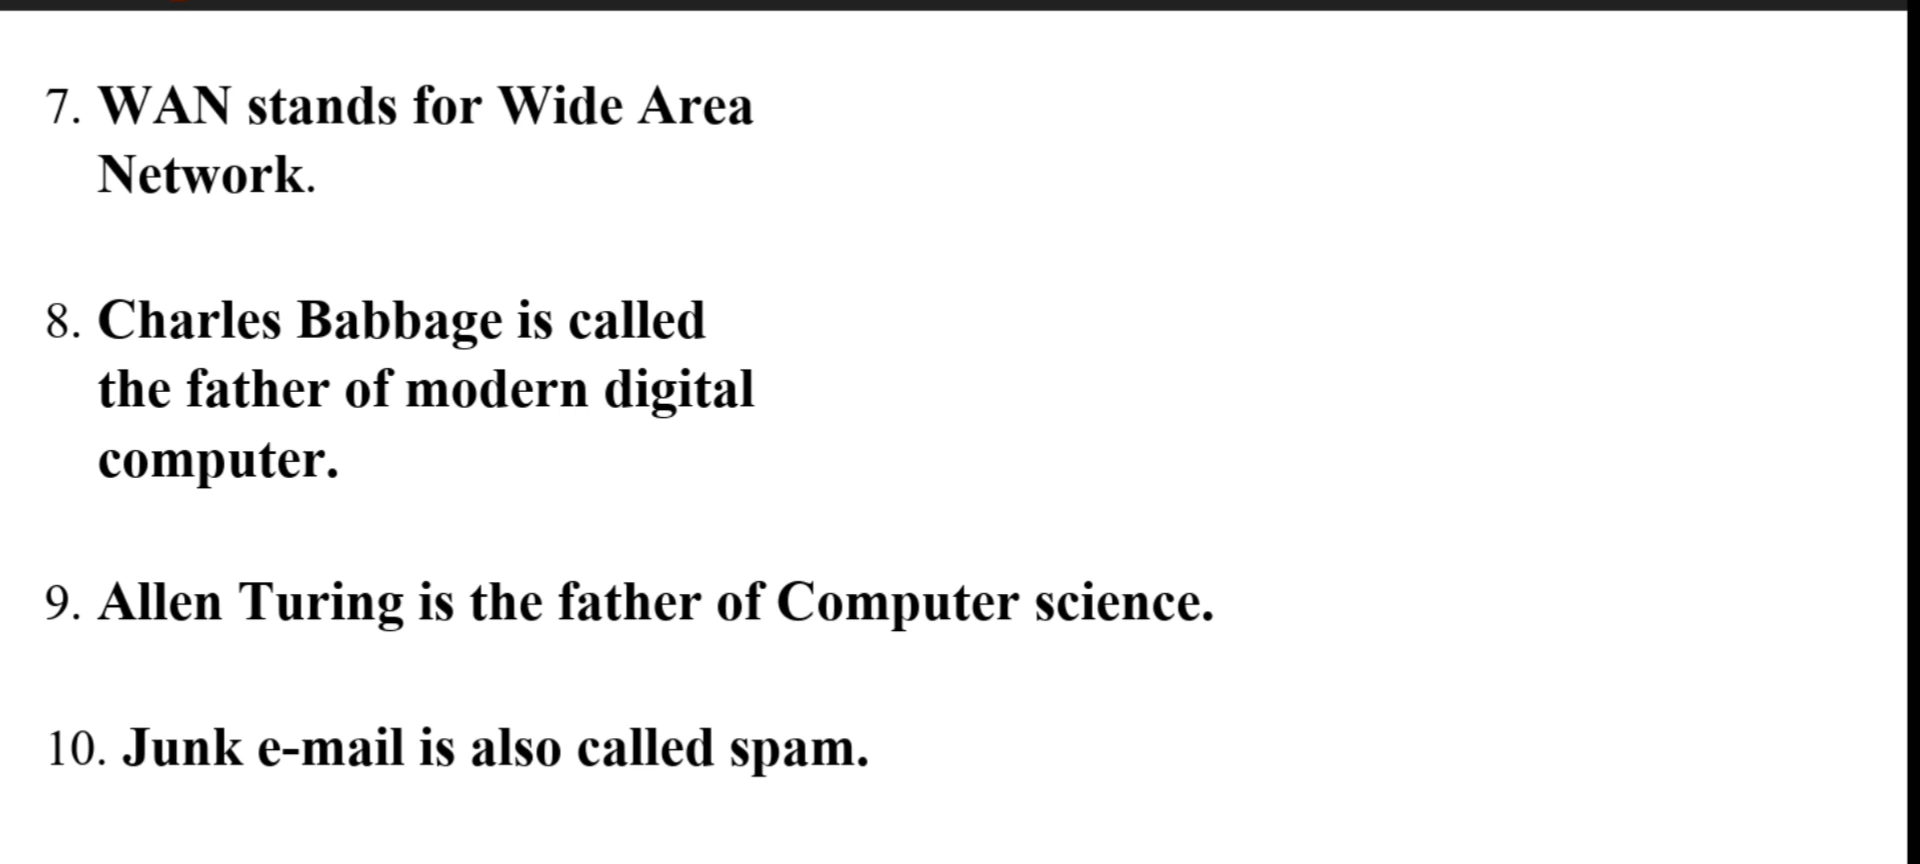 7. WAN stands for Wide Area
Network.
8. Charles Babbage is called
the father of modern digital
computer.
9. Allen Turing is the father of Computer science.
10. Junk e-mail is also called spam.